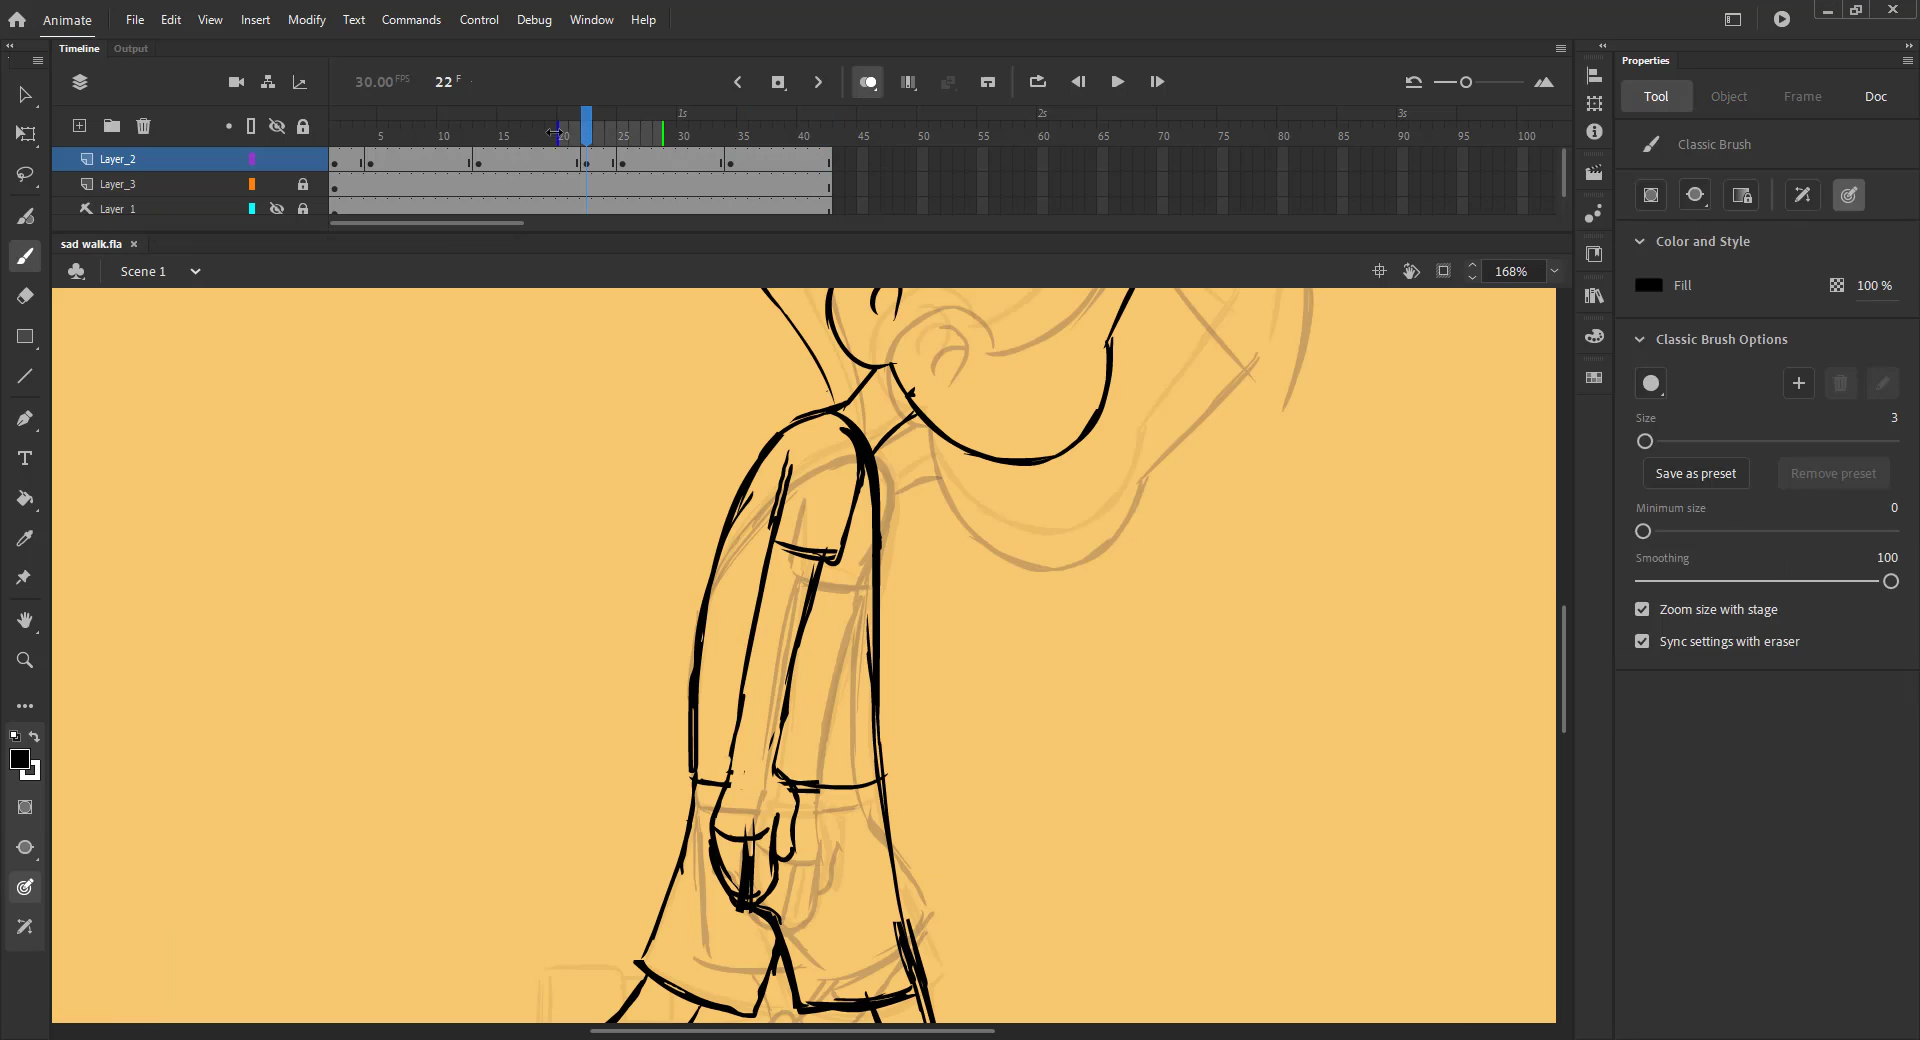 Animate File Edit View Insert Modify Text Commands Control Debug Window Help
Timeline Output
Properties
30.00 FPS 22 F
Tool Object Frame Doc
1s 2s 3s
5 10 15 20 25 30 35 40 45 50 55 60 65 70 75 80 85 90 95 100
Classic Brush
Layer_2
Layer_3
Layer_1
sad walk.fla
Color and Style
Scene 1
168%
Fill
100 %
Classic Brush Options
Size
3
Save as preset
Remove preset
Minimum size
0
Smoothing
100
Zoom size with stage
Sync settings with eraser